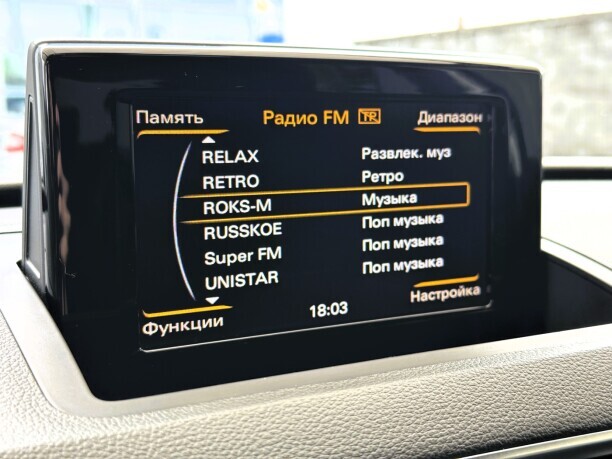 Память Радио FM TP Диапазон
RELAX Развлек. муз
RETRO Ретро
ROKS-M Музыка
RUSSKOE Поп музыка
Super FM Поп музыка
UNISTAR Поп музыка
Функции 18:03 Настройка